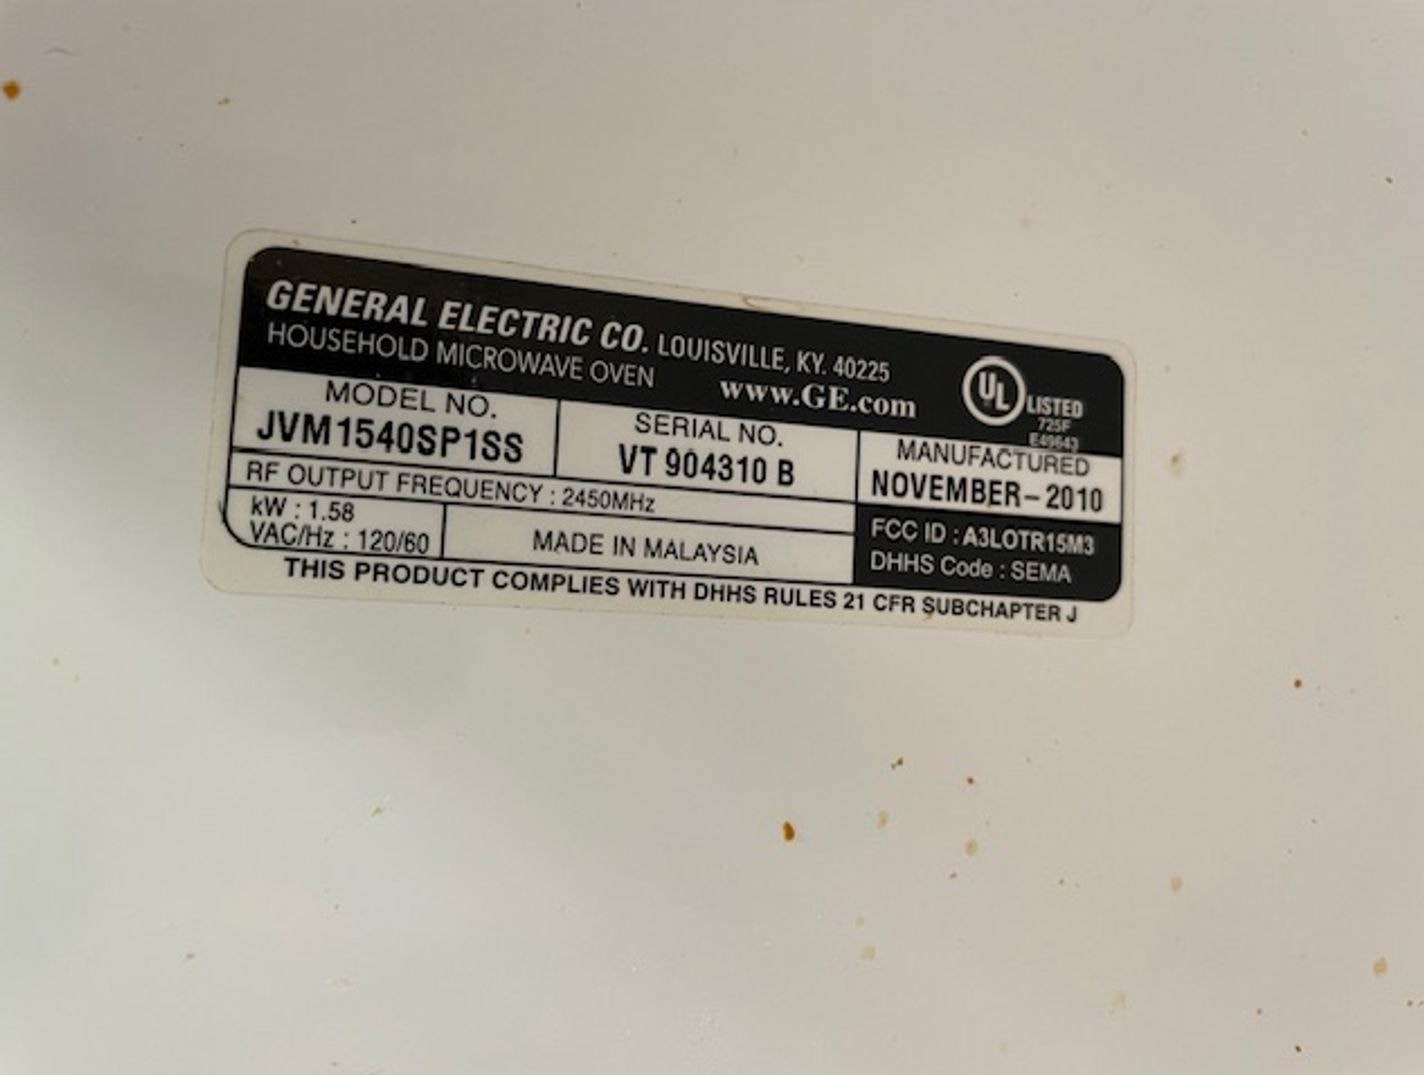 GENERAL ELECTRIC CO. LOUISVILLE, KY. 40225
HOUSEHOLD MICROWAVE OVEN
www.GE.com
UL LISTED
725F
E49643
MODEL NO.
JVM1540SP1SS
SERIAL NO.
VT 904310 B
MANUFACTURED
NOVEMBER-2010
RF OUTPUT FREQUENCY : 2450MHz
kW : 1.58
VAC/Hz : 120/60
MADE IN MALAYSIA
FCC ID : A3LOTR15M3
DHHS Code : SEMA
THIS PRODUCT COMPLIES WITH DHHS RULES 21 CFR SUBCHAPTER J